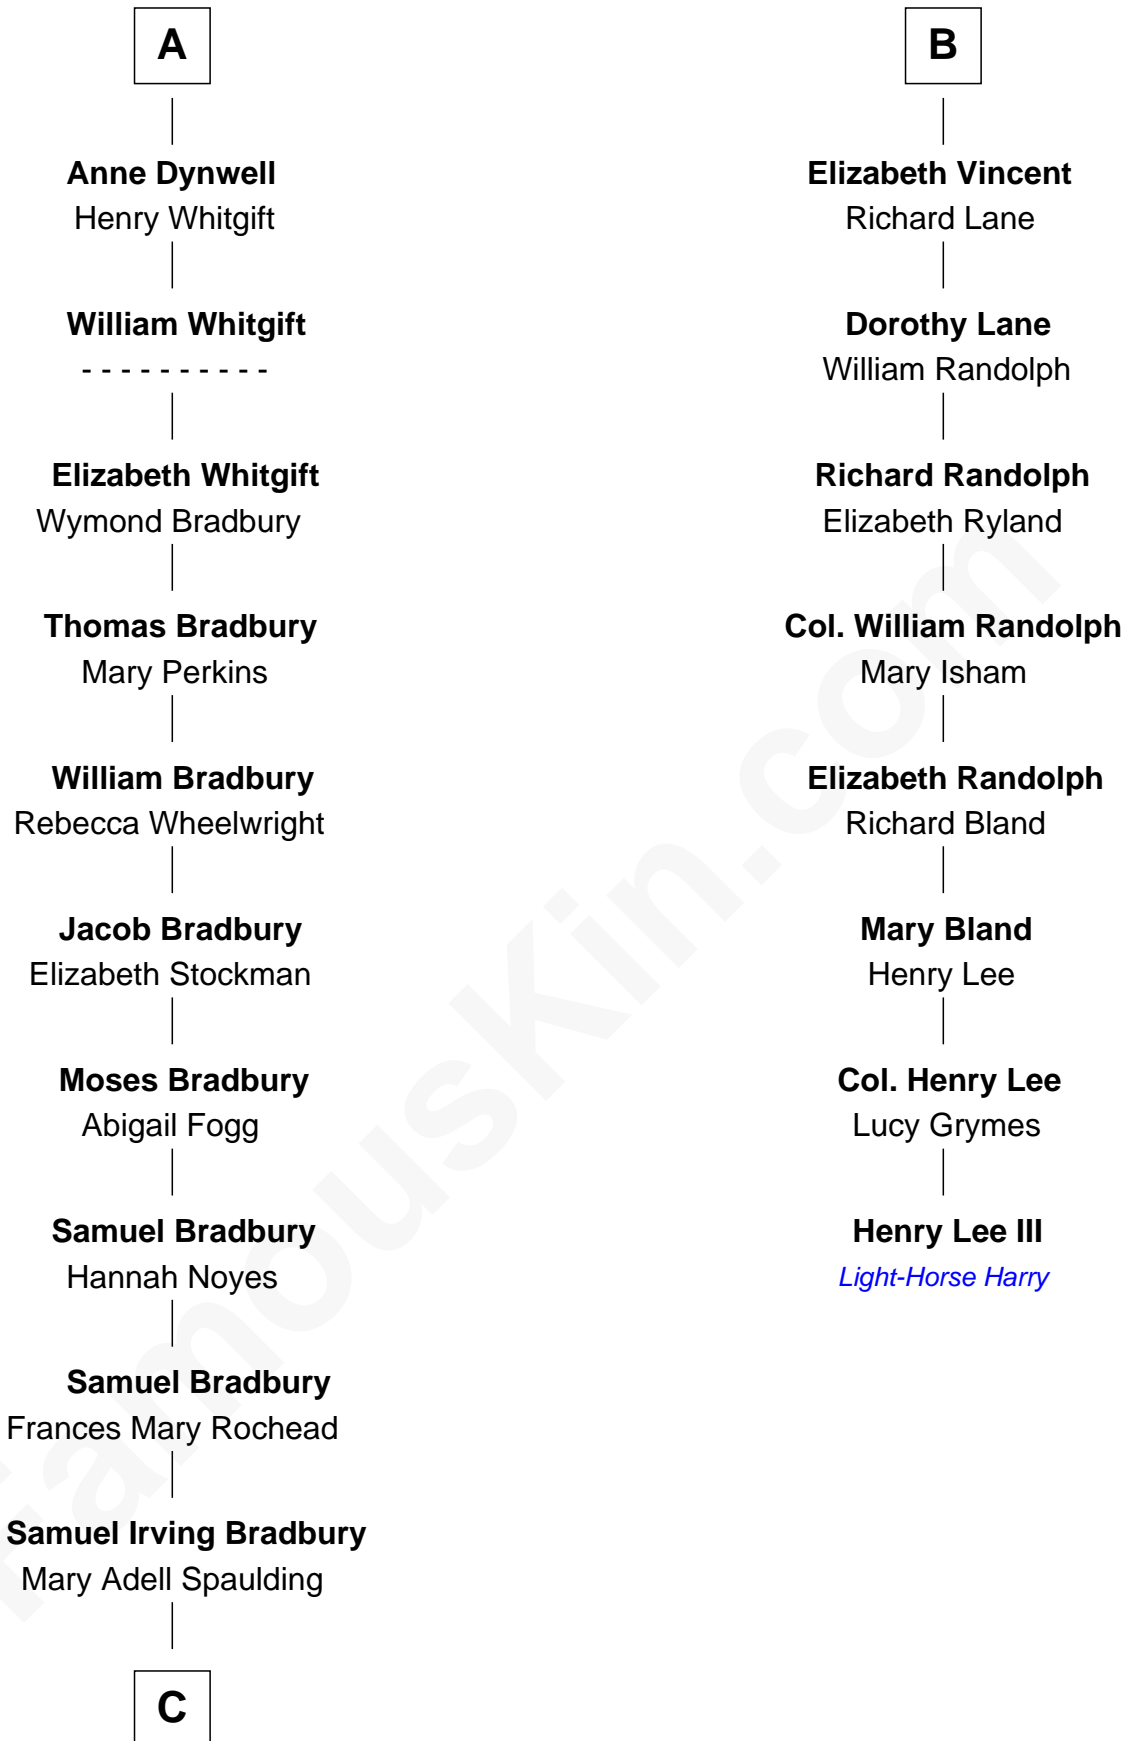 A
Anne Dynwell
Henry Whitgift
William Whitgift
- - - - - - - - - -
Elizabeth Whitgift
Wymond Bradbury
Thomas Bradbury
Mary Perkins
William Bradbury
Rebecca Wheelwright
Jacob Bradbury
Elizabeth Stockman
Moses Bradbury
Abigail Fogg
Samuel Bradbury
Hannah Noyes
Samuel Bradbury
Frances Mary Rochead
Samuel Irving Bradbury
Mary Adell Spaulding
C
B
Elizabeth Vincent
Richard Lane
Dorothy Lane
William Randolph
Richard Randolph
Elizabeth Ryland
Col. William Randolph
Mary Isham
Elizabeth Randolph
Richard Bland
Mary Bland
Henry Lee
Col. Henry Lee
Lucy Grymes
Henry Lee III
Light-Horse Harry
FamousKin.com